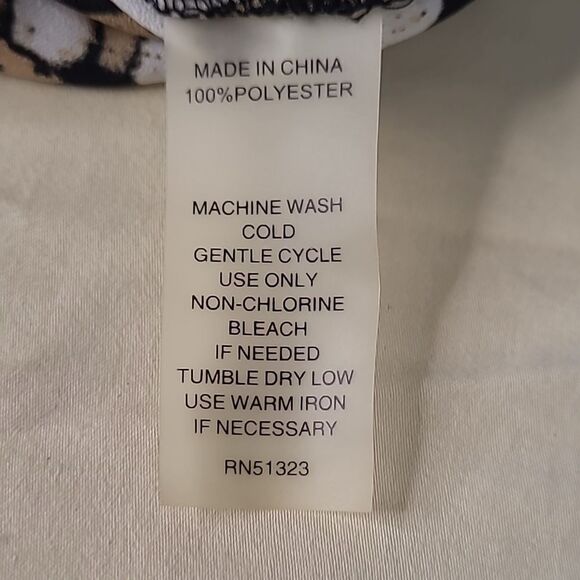 MADE IN CHINA
100%POLYESTER
MACHINE WASH
COLD
GENTLE CYCLE
USE ONLY
NON-CHLORINE
BLEACH
IF NEEDED
TUMBLE DRY LOW
USE WARM IRON
IF NECESSARY
RN51323